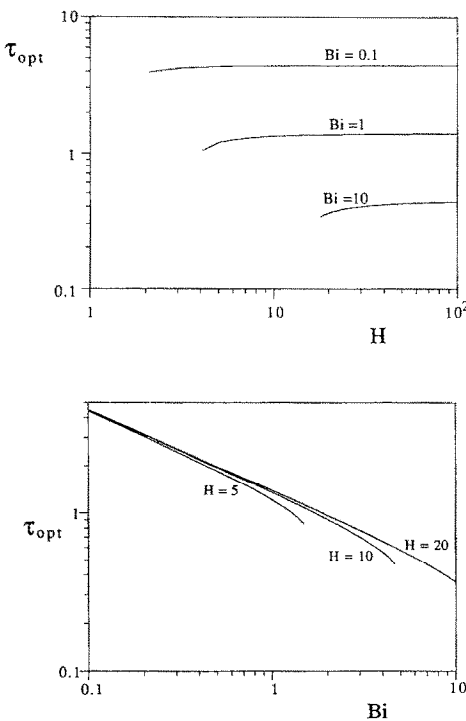 10
τopt
Bi = 0.1
Bi =1
1
Bi =10
0.1
1
10
10²
H
τopt
1
H = 5
H = 10
H = 20
0.1
0.1
1
10
Bi